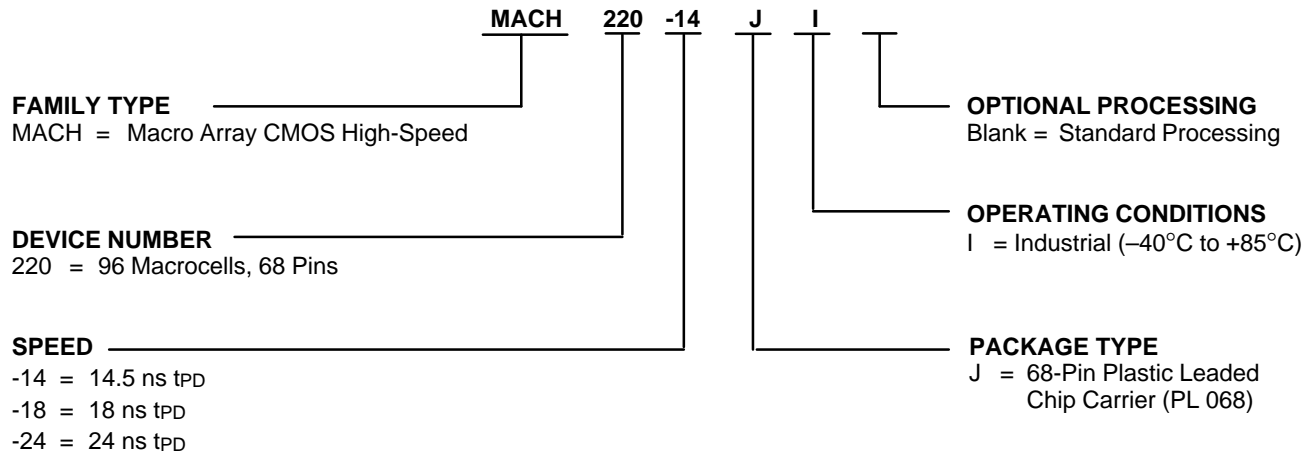 MACH 220 -14 J I
FAMILY TYPE
MACH = Macro Array CMOS High-Speed
DEVICE NUMBER
220 = 96 Macrocells, 68 Pins
SPEED
-14 = 14.5 ns tPD
-18 = 18 ns tPD
-24 = 24 ns tPD
OPTIONAL PROCESSING
Blank = Standard Processing
OPERATING CONDITIONS
I = Industrial (–40°C to +85°C)
PACKAGE TYPE
J = 68-Pin Plastic Leaded
Chip Carrier (PL 068)